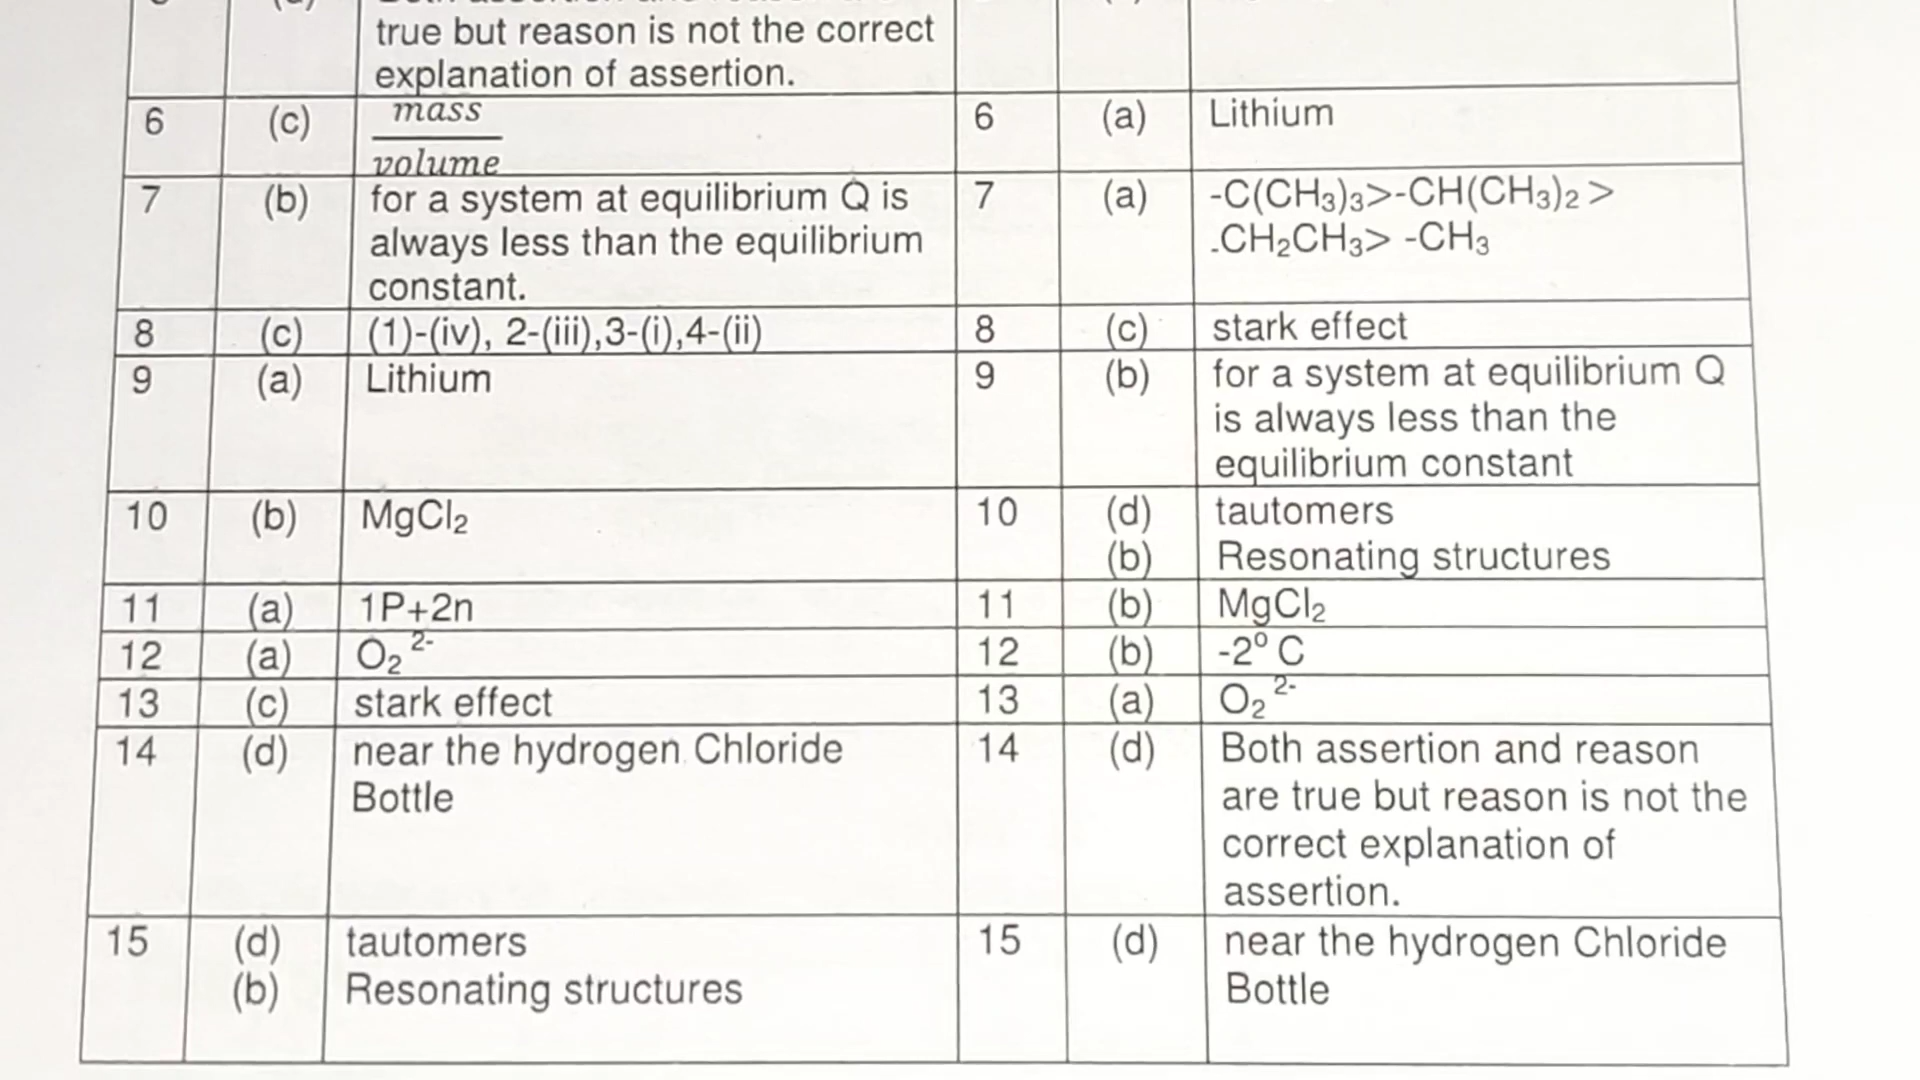 true but reason is not the correct
explanation of assertion.
6 (c) mass 6 (a) Lithium
volume
7 (b) for a system at equilibrium Q is 7 (a) -C(CH₃)₃>-CH(CH₃)₂ >
always less than the equilibrium .CH₂CH₃> -CH₃
constant.
8 (c) (1)-(iv), 2-(iii),3-(i),4-(ii) 8 (c) stark effect
9 (a) Lithium 9 (b) for a system at equilibrium Q
is always less than the
equilibrium constant
10 (b) MgCl₂ 10 (d) tautomers
(b) Resonating structures
11 (a) 1P+2n 11 (b) MgCl₂
12 (a) O₂ ²⁻ 12 (b) -2⁰ C
13 (c) stark effect 13 (a) O₂ ²⁻
14 (d) near the hydrogen Chloride 14 (d) Both assertion and reason
Bottle are true but reason is not the
correct explanation of
assertion.
15 (d) tautomers 15 (d) near the hydrogen Chloride
(b) Resonating structures Bottle